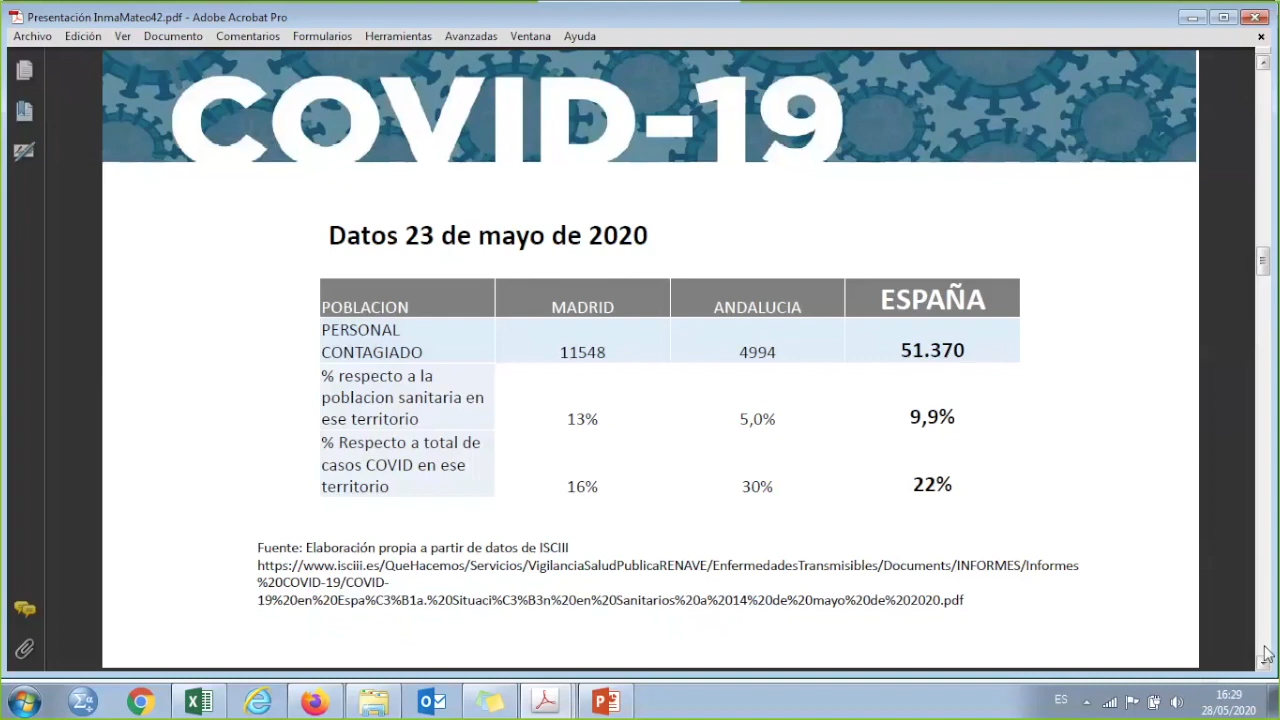 Presentación InmaMateo42.pdf - Adobe Acrobat Pro
Archivo Edición Ver Documento Comentarios Formularios Herramientas Avanzadas Ventana Ayuda
COVID-19
Datos 23 de mayo de 2020
POBLACION MADRID ANDALUCIA ESPAÑA
PERSONAL
CONTAGIADO 11548 4994 51.370
% respecto a la
poblacion sanitaria en
ese territorio 13% 5,0% 9,9%
% Respecto a total de
casos COVID en ese
territorio 16% 30% 22%
Fuente: Elaboración propia a partir de datos de ISCIII
https://www.isciii.es/QueHacemos/Servicios/VigilanciaSaludPublicaRENAVE/EnfermedadesTransmisibles/Documents/INFORMES/Informes
%20COVID-19/COVID-
19%20en%20Espa%C3%B1a.%20Situaci%C3%B3n%20en%20Sanitarios%20a%2014%20de%20mayo%20de%202020.pdf
ES
16:29
28/05/2020